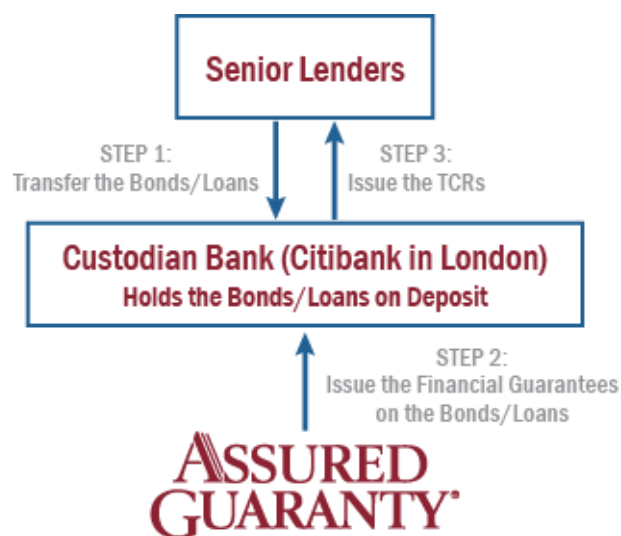 Senior Lenders
STEP 1:
Transfer the Bonds/Loans
STEP 3:
Issue the TCRs
Custodian Bank (Citibank in London)
Holds the Bonds/Loans on Deposit
STEP 2:
Issue the Financial Guarantees
on the Bonds/Loans
ASSURED
GUARANTY®